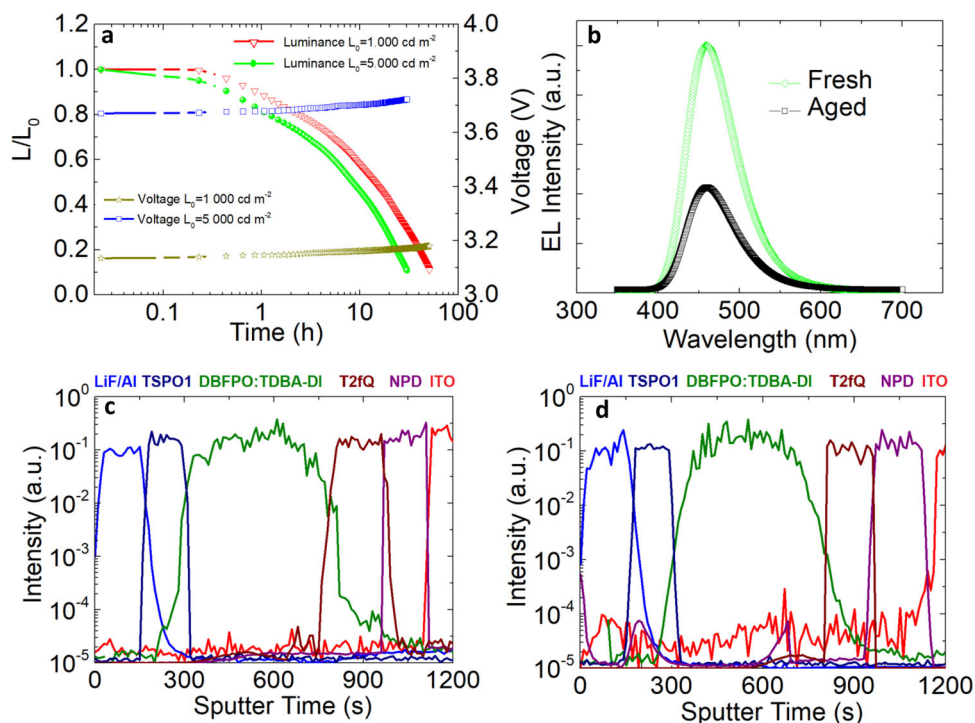 a
Luminance L0=1.000 cd m-2
Luminance L0=5.000 cd m-2
Voltage L0=1 000 cd m-2
Voltage L0=5 000 cd m-2
L/L0
1.2
1.0
0.8
0.6
0.4
0.2
0.0
4.0
3.8
3.6
3.4
3.2
3.0
Voltage (V)
0.1 1 10 100
Time (h)
b
Fresh
Aged
EL Intensity (a.u.)
300 400 500 600 700
Wavelength (nm)
LiF/Al TSPO1 DBFPO:TDBA-DI T2fQ NPD ITO
c
Intensity (a.u.)
10^0
10^-1
10^-2
10^-3
10^-4
10^-5
0 300 600 900 1200
Sputter Time (s)
LiF/Al TSPO1 DBFPO:TDBA-DI T2fQ NPD ITO
d
Intensity (a.u.)
10^0
10^-1
10^-2
10^-3
10^-4
10^-5
0 300 600 900 1200
Sputter Time (s)